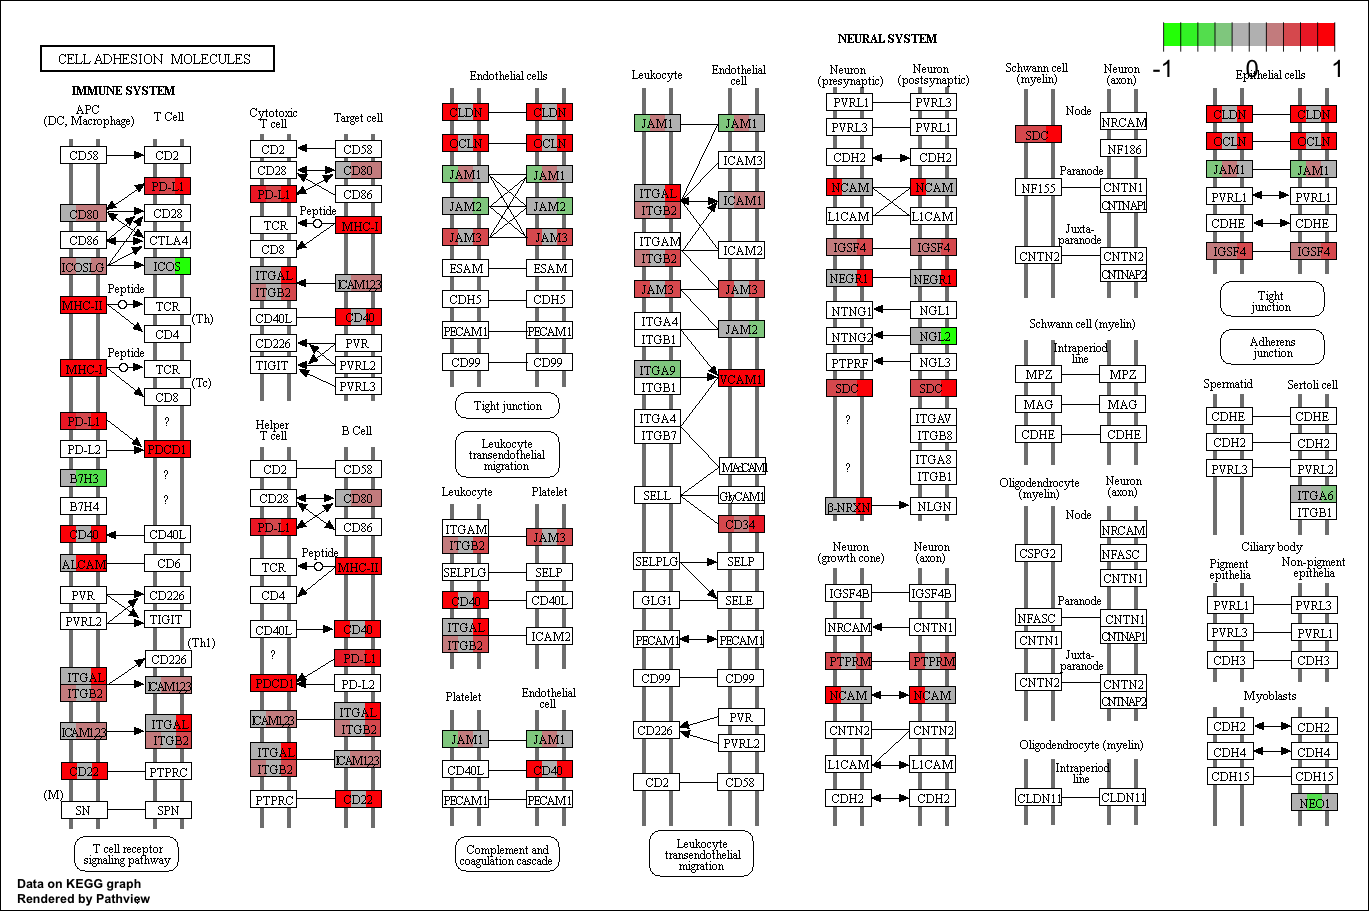 CELL ADHESION MOLECULES
NEURAL SYSTEM
-1
0
1
IMMUNE SYSTEM
APC
(DC, Macrophage)
T Cell
CD58
CD2
PD-L1
CD80
CD28
CD86
CTLA4
ICOSLG
ICOS
Peptide
MHC-II
TCR
(Th)
CD4
Peptide
MHC-I
TCR
(Tc)
CD8
PD-L1
?
PD-L2
PDCD1
B7H3
?
B7H4
?
CD40
CD40L
ALCAM
CD6
PVR
CD226
PVRL2
TIGIT
(Th1)
CD226
ITGAL
ITGB2
ICAM123
ICAM123
ITGAL
ITGB2
CD22
PTPRC
(M)
SN
SPN
T cell receptor
signaling pathway
Cytotoxic
T cell
Target cell
CD2
CD58
CD28
CD80
PD-L1
CD86
Peptide
TCR
MHC-I
CD8
ITGAL
ITGB2
ICAM123
CD40L
CD40
CD226
PVR
TIGIT
PVRL2
PVRL3
Helper
T cell
B Cell
CD2
CD58
CD28
CD80
PD-L1
CD86
Peptide
TCR
MHC-II
CD4
CD40L
CD40
?
PD-L1
PDCD1
PD-L2
ICAM123
ITGAL
ITGB2
ITGAL
ITGB2
ICAM123
PTPRC
CD22
Endothelial cells
CLDN
CLDN
OCLN
OCLN
JAM1
JAM1
JAM2
JAM2
JAM3
JAM3
ESAM
ESAM
CDH5
CDH5
PECAM1
PECAM1
CD99
CD99
Tight junction
Leukocyte
transendothelial
migration
Leukocyte
Platelet
ITGAM
ITGB2
JAM3
SELPLG
SELP
CD40
CD40L
ITGAL
ITGB2
ICAM2
Platelet
Endothelial
cell
JAM1
JAM1
CD40L
CD40
PECAM1
PECAM1
Complement and
coagulation cascade
Leukocyte
Endothelial
cell
JAM1
JAM1
ICAM3
ITGAL
ITGB2
ICAM1
ITGAM
ITGB2
ICAM2
JAM3
JAM3
ITGA4
ITGB1
JAM2
ITGA9
ITGB1
VCAM1
ITGA4
ITGB7
MAdCAM1
SELL
GlyCAM1
CD34
SELPLG
SELP
GLG1
SELE
PECAM1
PECAM1
CD99
CD99
CD226
PVR
PVRL2
CD2
CD58
Leukocyte
transendothelial
migration
Neuron
(presynaptic)
Neuron
(postsynaptic)
PVRL1
PVRL3
PVRL3
PVRL1
CDH2
CDH2
NCAM
NCAM
L1CAM
L1CAM
IGSF4
IGSF4
NEGR1
NEGR1
NTNG1
NGL1
NTNG2
NGL2
PTPRF
NGL3
SDC
SDC
?
ITGAV
ITGB8
?
ITGA8
ITGB1
β-NRXN
NLGN
Neuron
(growth cone)
Neuron
(axon)
IGSF4B
IGSF4B
NRCAM
CNTN1
PTPRM
PTPRM
NCAM
NCAM
CNTN2
CNTN2
L1CAM
L1CAM
CDH2
CDH2
Schwann cell
(myelin)
Neuron
(axon)
Node
SDC
NRCAM
NF186
Paranode
NF155
CNTN1
CNTNAP1
Juxta-
paranode
CNTN2
CNTN2
CNTNAP2
Schwann cell (myelin)
Intraperiod
line
MPZ
MPZ
MAG
MAG
CDHE
CDHE
Oligodendrocyte
(myelin)
Neuron
(axon)
Node
NRCAM
CSPG2
NFASC
CNTN1
Paranode
NFASC
CNTN1
CNTN1
CNTNAP1
Juxta-
paranode
CNTN2
CNTN2
CNTNAP2
Oligodendrocyte (myelin)
Intraperiod
line
CLDN11
CLDN11
Epithelial cells
CLDN
CLDN
OCLN
OCLN
JAM1
JAM1
PVRL1
PVRL1
CDHE
CDHE
IGSF4
IGSF4
Tight
junction
Adherens
junction
Spermatid
Sertoli cell
CDHE
CDHE
CDH2
CDH2
PVRL3
PVRL2
ITGA6
ITGB1
Ciliary body
Pigment
epithelia
Non-pigment
epithelia
PVRL1
PVRL3
PVRL3
PVRL1
CDH3
CDH3
Myoblasts
CDH2
CDH2
CDH4
CDH4
CDH15
CDH15
NEO1
Data on KEGG graph
Rendered by Pathview